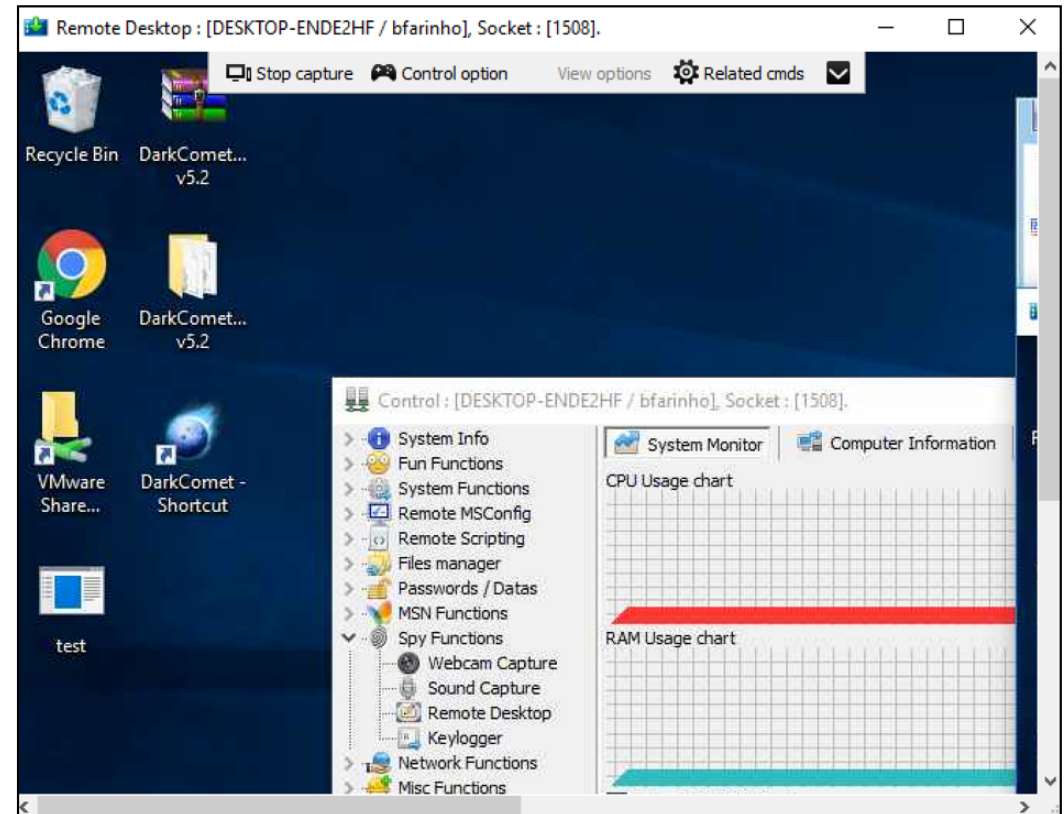 Remote Desktop : [DESKTOP-ENDE2HF / bfarinho], Socket : [1508].
Stop capture Control option View options Related cmds
Recycle Bin
DarkComet...
v5.2
Google
Chrome
DarkComet...
v5.2
VMware
Share...
DarkComet -
Shortcut
test
Control : [DESKTOP-ENDE2HF / bfarinho], Socket : [1508].
System Info
Fun Functions
System Functions
Remote MSConfig
Remote Scripting
Files manager
Passwords / Datas
MSN Functions
Spy Functions
Webcam Capture
Sound Capture
Remote Desktop
Keylogger
Network Functions
Misc Functions
System Monitor Computer Information
CPU Usage chart
RAM Usage chart